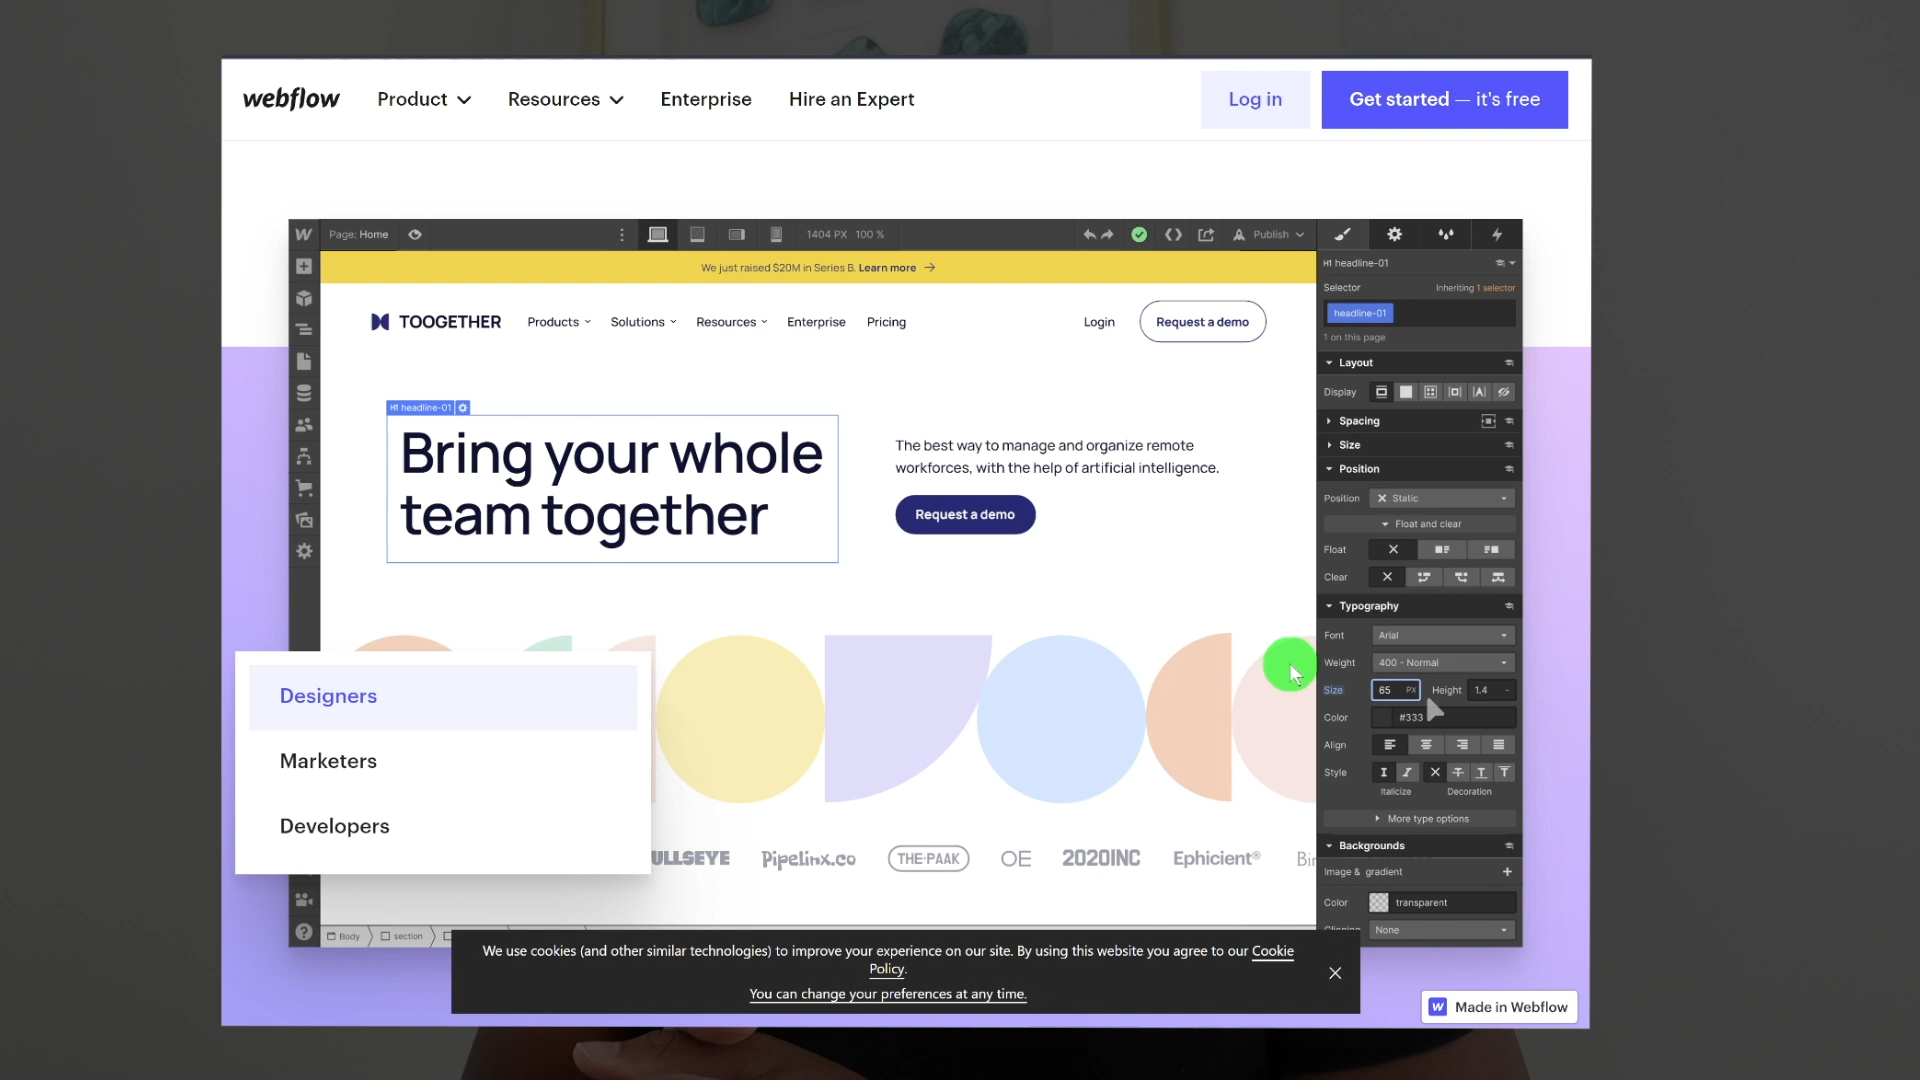 webflow Product Resources Enterprise Hire an Expert Log in Get started — it's free
W Page: Home 1404 PX 100 % Publish
We just raised $20M in Series B. Learn more →
TOOGETHER Products Solutions Resources Enterprise Pricing Login Request a demo
H1 headline-01
Bring your whole
team together
The best way to manage and organize remote
workforces, with the help of artificial intelligence.
Request a demo
Designers
Marketers
Developers
ULLSEYE Pipelinx.co THE·PAAK OE 2020INC Ephicient® Bin
Body section
H1 headline-01
Selector Inheriting 1 selector
headline-01
1 on this page
Layout
Display
Spacing
Size
Position
Position Static
Float and clear
Float
Clear
Typography
Font Arial
Weight 400 - Normal
Size 65 PX Height 1.4 -
Color #333
Align
Style
Italicize Decoration
More type options
Backgrounds
Image & gradient
Color transparent
Clipping None
We use cookies (and other similar technologies) to improve your experience on our site. By using this website you agree to our Cookie
Policy.
You can change your preferences at any time.
W Made in Webflow